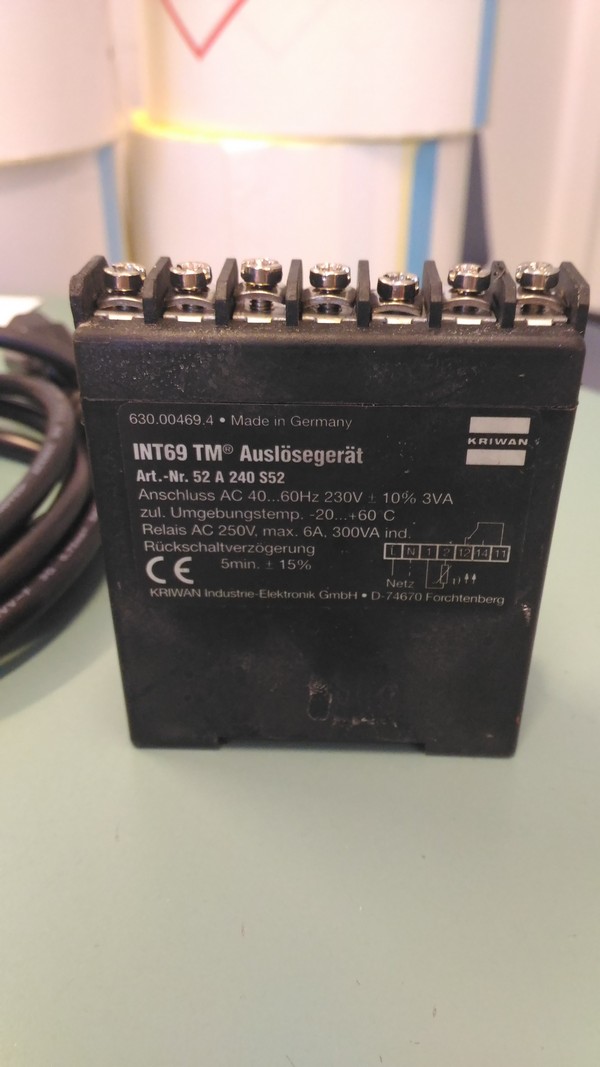 630.00469.4 • Made in Germany
KRIWAN
INT69 TM® Auslösegerät
Art.-Nr. 52 A 240 S52
Anschluss AC 40...60Hz 230V ± 10% 3VA
zul. Umgebungstemp. -20...+60 C
Relais AC 250V, max. 6A, 300VA ind.
Rückschaltverzögerung
5min. ± 15%
CE
L N 1 2 12 14 11
Netz
KRIWAN Industrie-Elektronik GmbH • D-74670 Forchtenberg